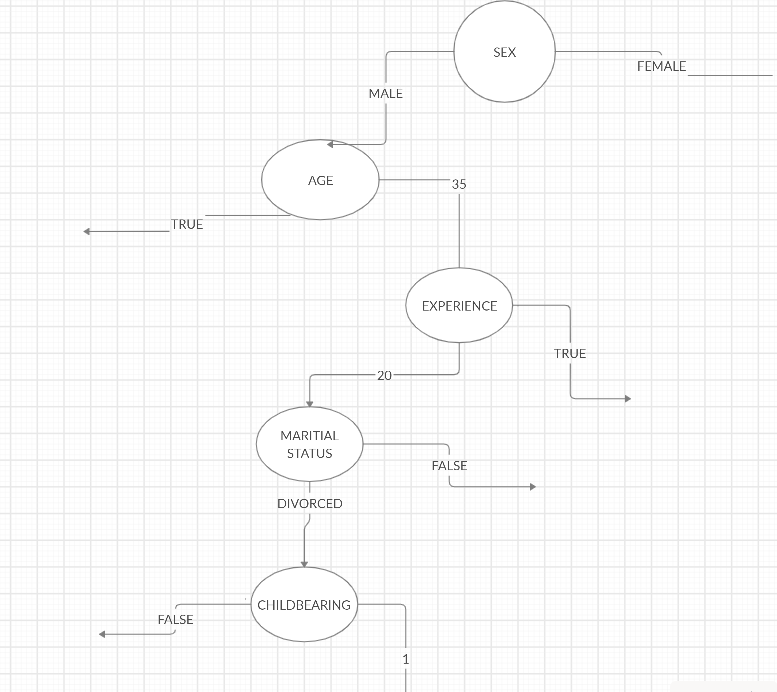 SEX
FEMALE
MALE
AGE
35
TRUE
EXPERIENCE
TRUE
20
MARITIAL
STATUS
FALSE
DIVORCED
CHILDBEARING
FALSE
1